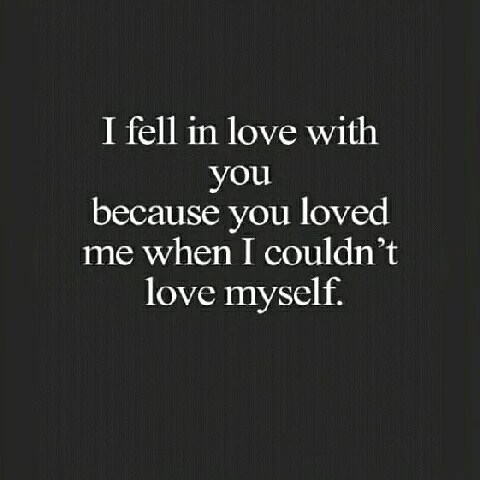 I fell in love with
you
because you loved
me when I couldn't
love myself.